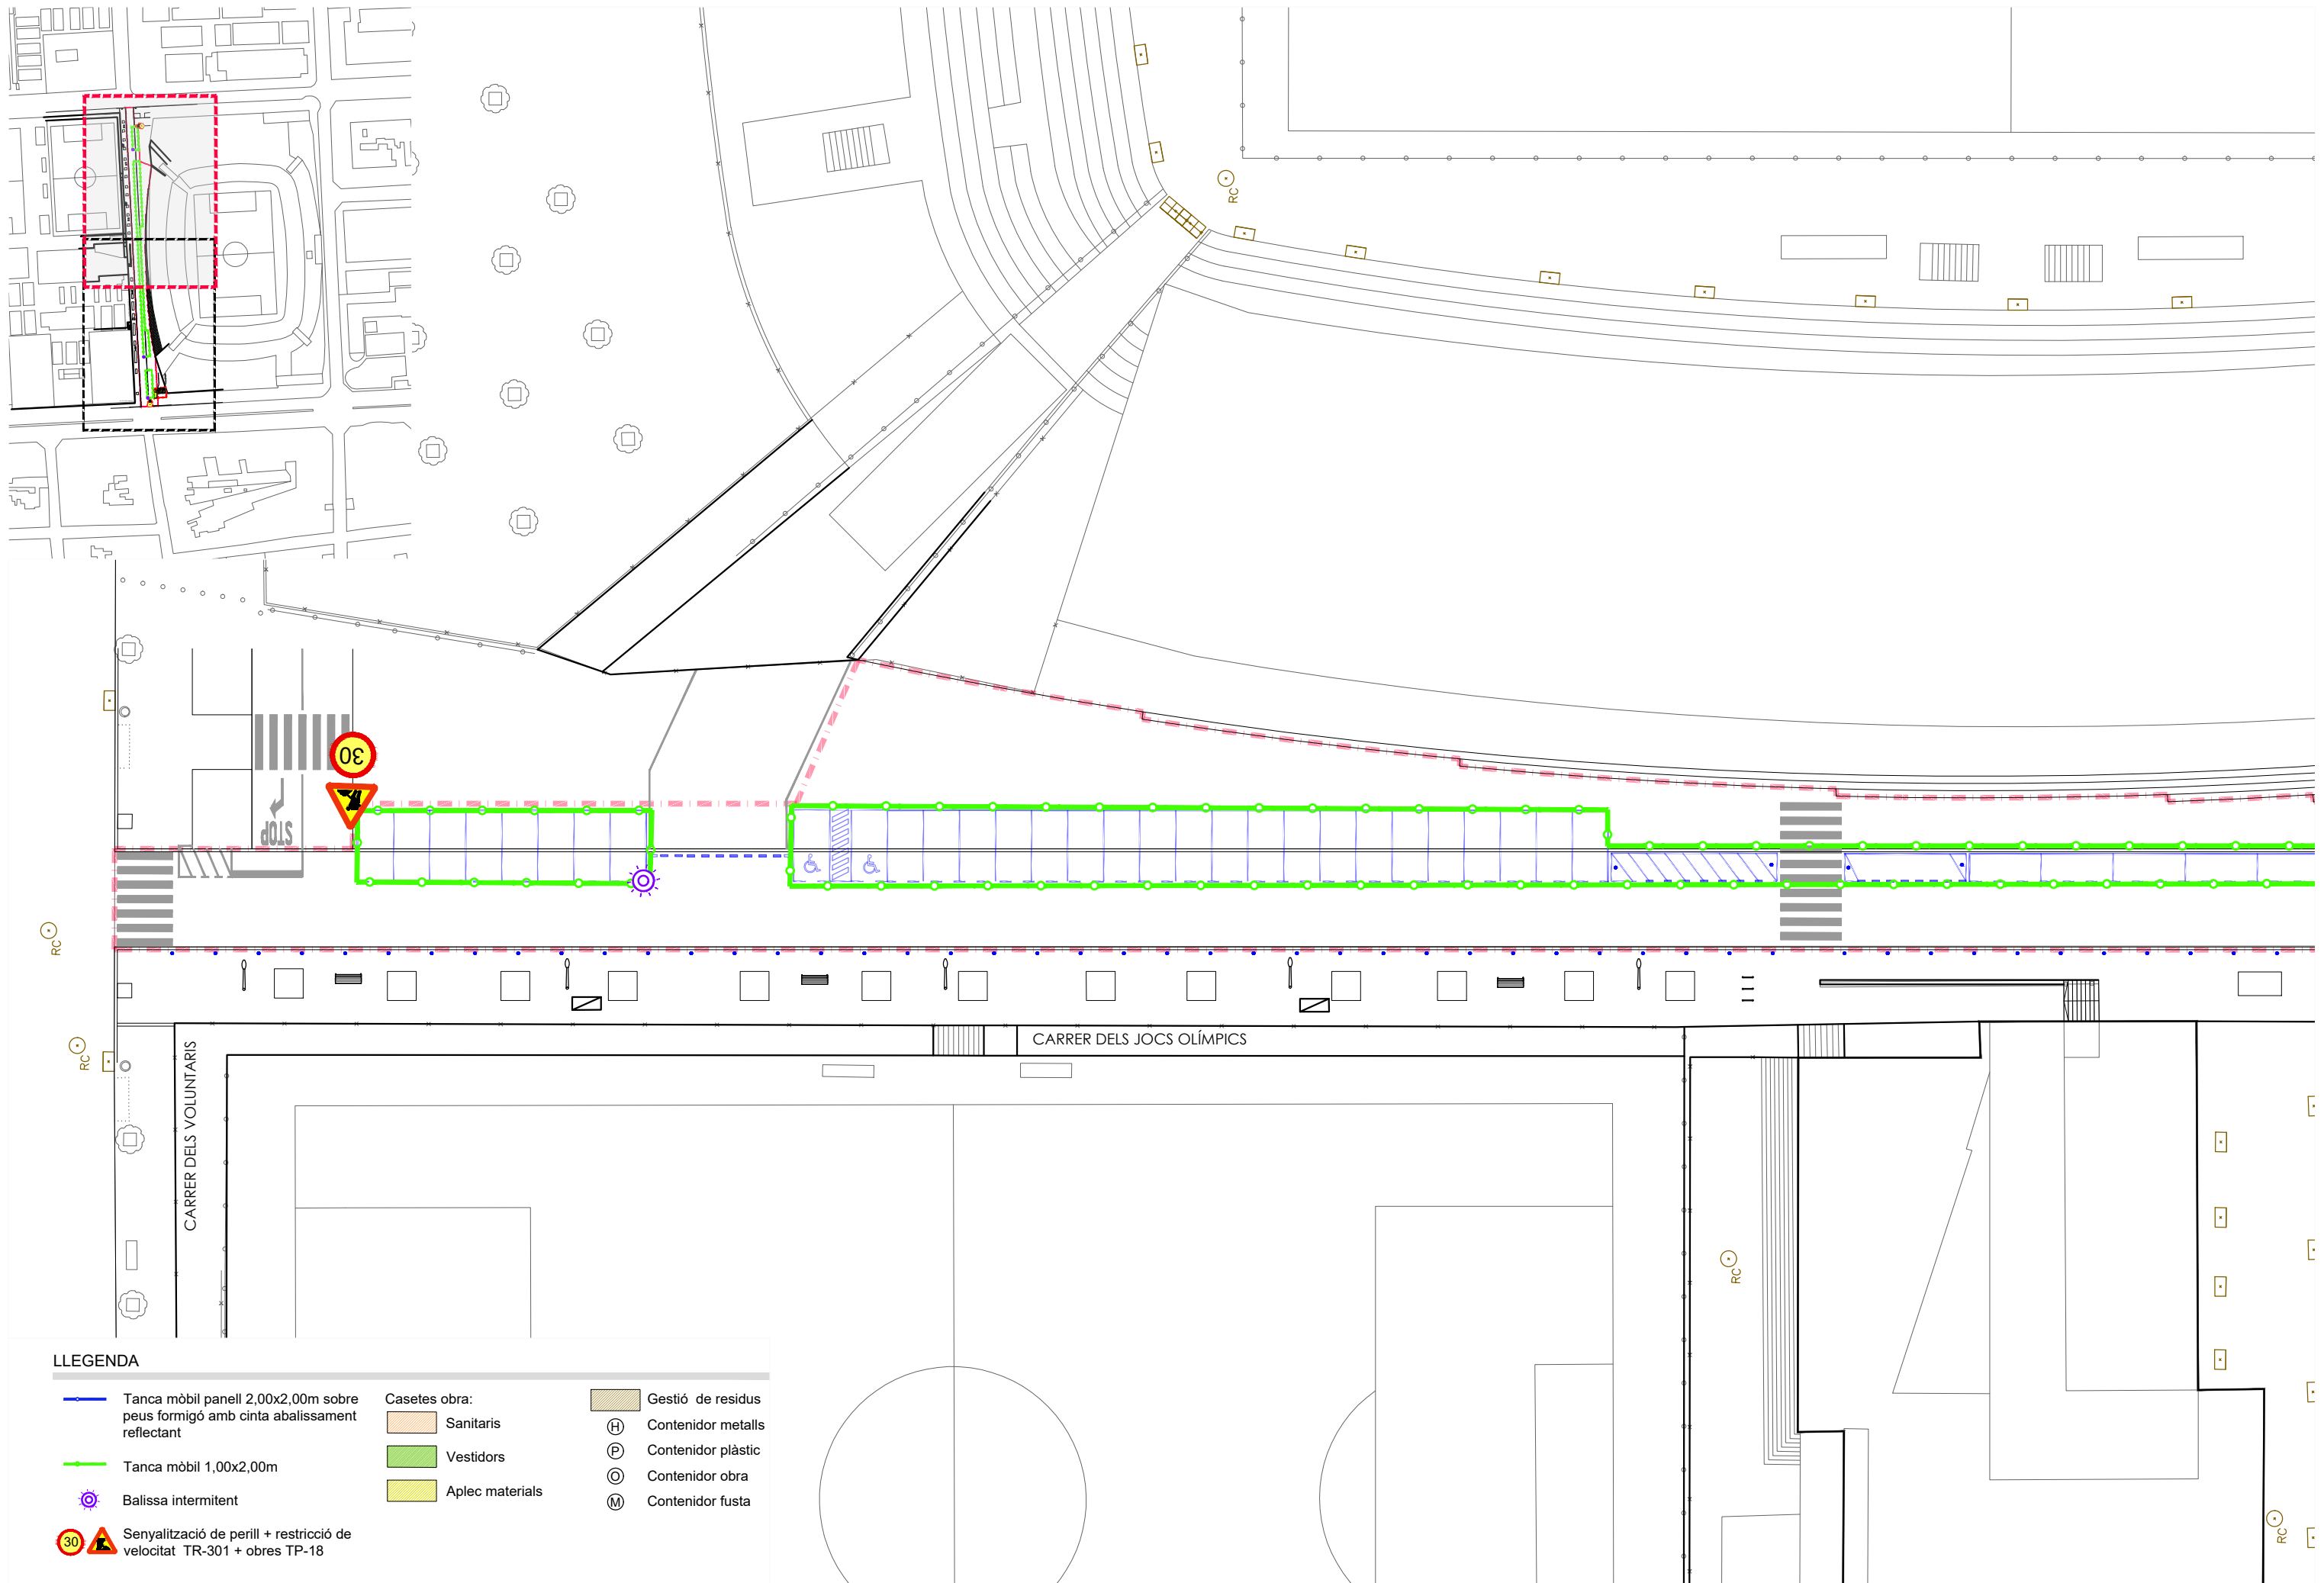 RC
30
STOP
RC
RC
CARRER DELS JOCS OLÍMPICS
CARRER DELS VOLUNTARIS
RC
RC
LLEGENDA
Tanca mòbil panell 2,00x2,00m sobre
peus formigó amb cinta abalissament
reflectant
Tanca mòbil 1,00x2,00m
Balissa intermitent
30
Senyalització de perill + restricció de
velocitat TR-301 + obres TP-18
Casetes obra:
Sanitaris
Vestidors
Aplec materials
Gestió de residus
H Contenidor metalls
P Contenidor plàstic
O Contenidor obra
M Contenidor fusta